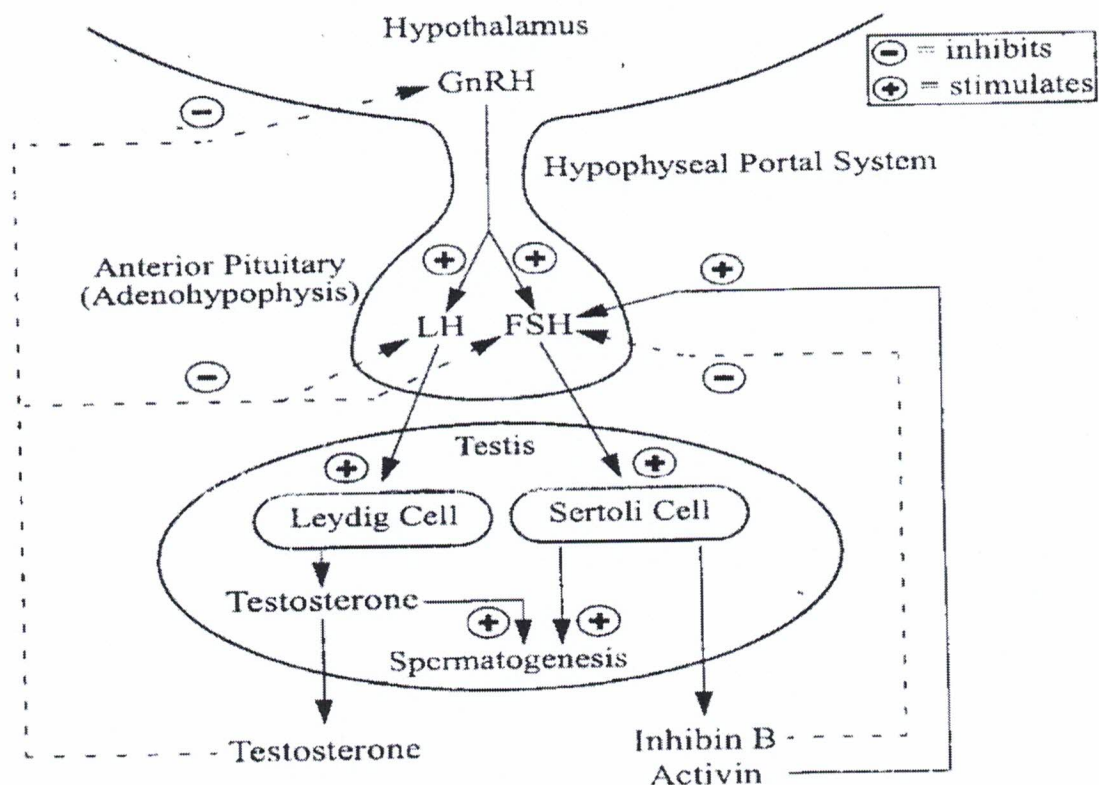 Hypothalamus
⊖ = inhibits
⊕ = stimulates
GnRH
−
Hypophyseal Portal System
Anterior Pituitary
(Adenohypophysis)
+ +
+
LH FSH
−
−
Testis
+
+
Leydig Cell
Sertoli Cell
Testosterone
+ +
Spermatogenesis
Testosterone
Inhibin B
Activin